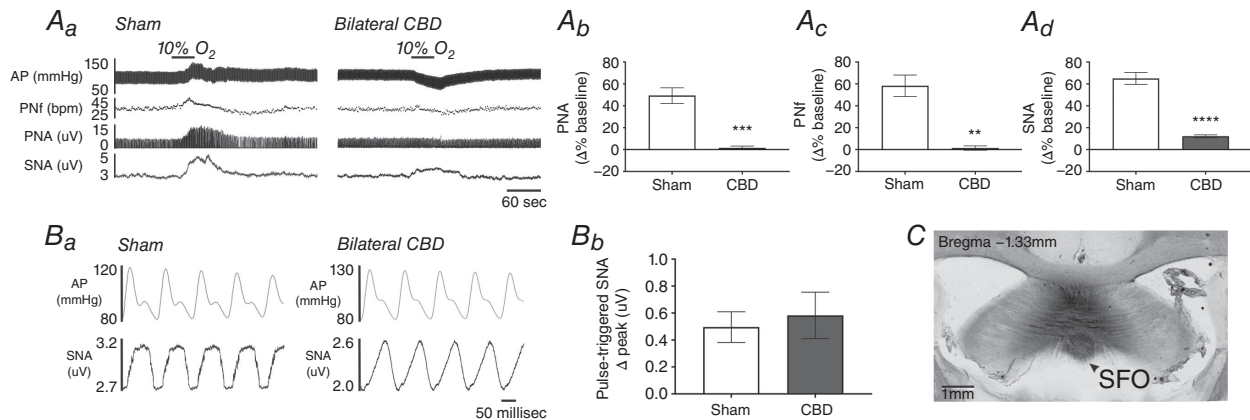 Aa
Sham
Bilateral CBD
10% O2
10% O2
AP (mmHg)
150
50
PNf (bpm)
45
25
PNA (uV)
15
0
SNA (uV)
5
3
60 sec
Ab
PNA
(Δ% baseline)
80
60
40
20
0
−20
***
Sham
CBD
Ac
PNf
(Δ% baseline)
80
60
40
20
0
−20
**
Sham
CBD
Ad
SNA
(Δ% baseline)
80
60
40
20
0
−20
****
Sham
CBD
Ba
Sham
Bilateral CBD
AP
(mmHg)
120
80
AP
(mmHg)
130
80
SNA
(uV)
3.2
2.7
SNA
(uV)
2.6
2.0
50 millisec
Bb
Pulse-triggered SNA
Δ peak (uV)
1.0
0.8
0.6
0.4
0.2
0.0
Sham
CBD
C
Bregma −1.33mm
SFO
1mm